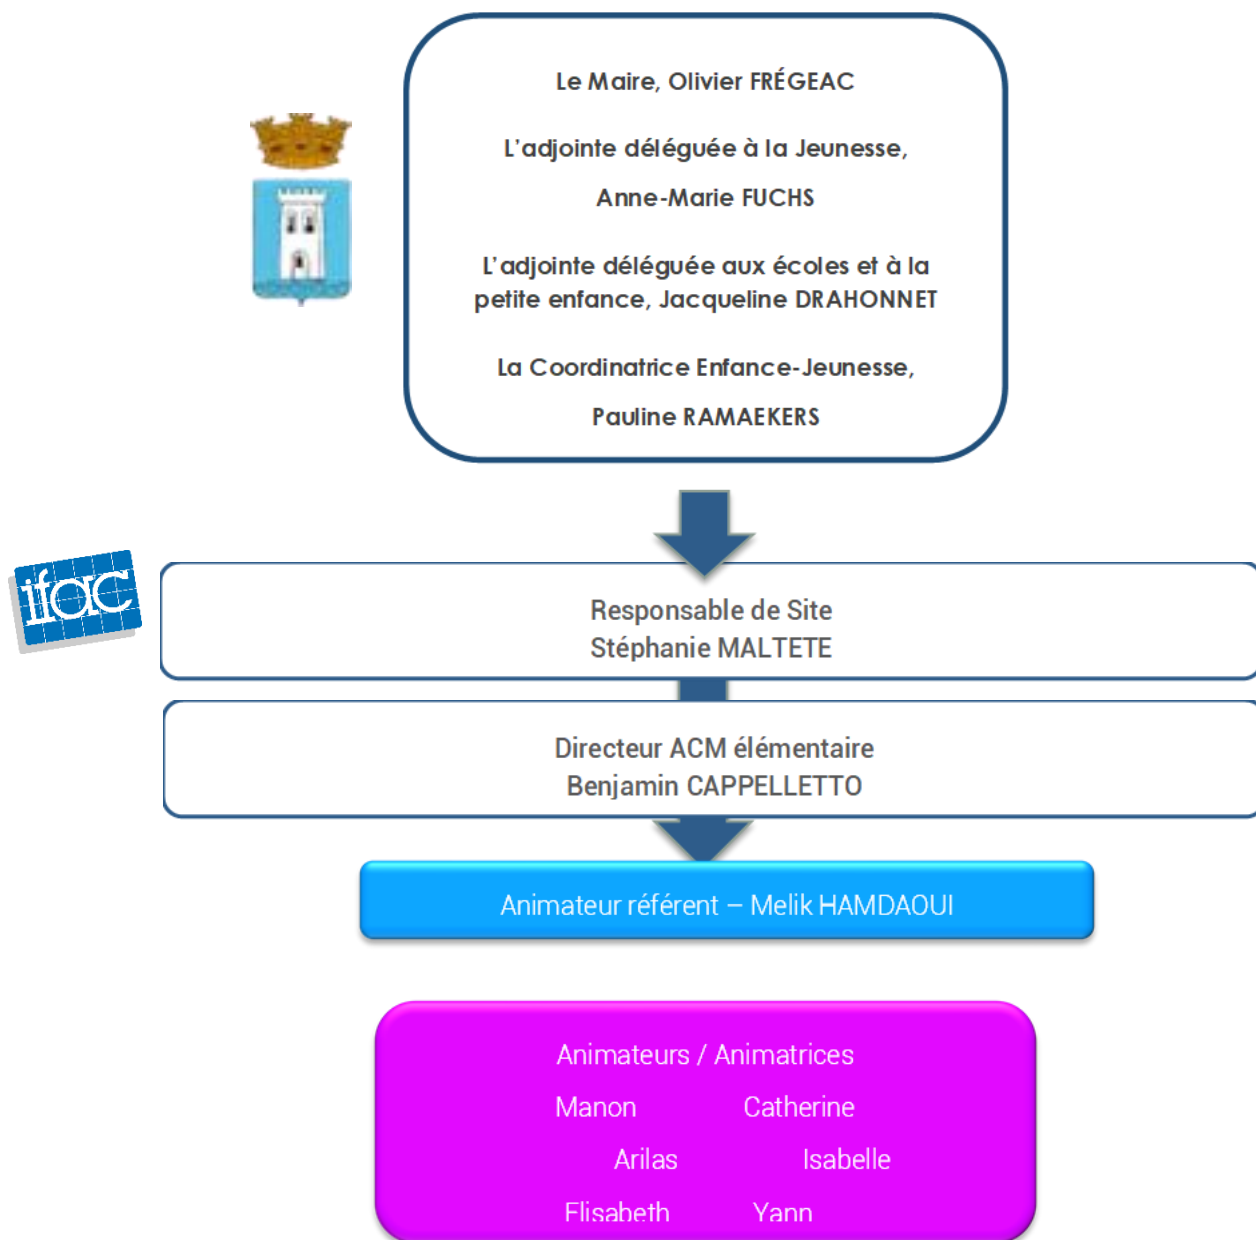 Le Maire, Olivier FRÉGEAC
L'adjointe déléguée à la Jeunesse,
Anne-Marie FUCHS
L'adjointe déléguée aux écoles et à la
petite enfance, Jacqueline DRAHONNET
La Coordinatrice Enfance-Jeunesse,
Pauline RAMAEKERS
ifac
Responsable de Site
Stéphanie MALTETE
Directeur ACM élémentaire
Benjamin CAPPELLETTO
Animateur référent – Melik HAMDAOUI
Animateurs / Animatrices
Manon Catherine
Arilas Isabelle
Elisabeth Yann